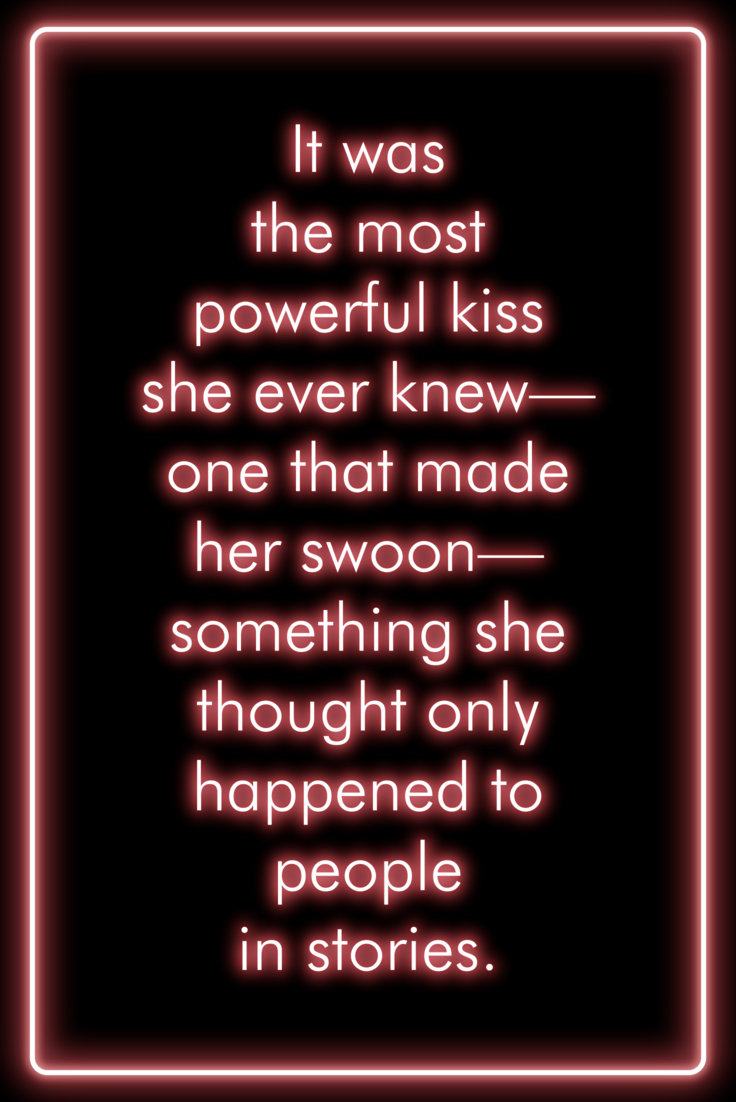 It was
the most
powerful kiss
she ever knew—
one that made
her swoon—
something she
thought only
happened to
people
in stories.